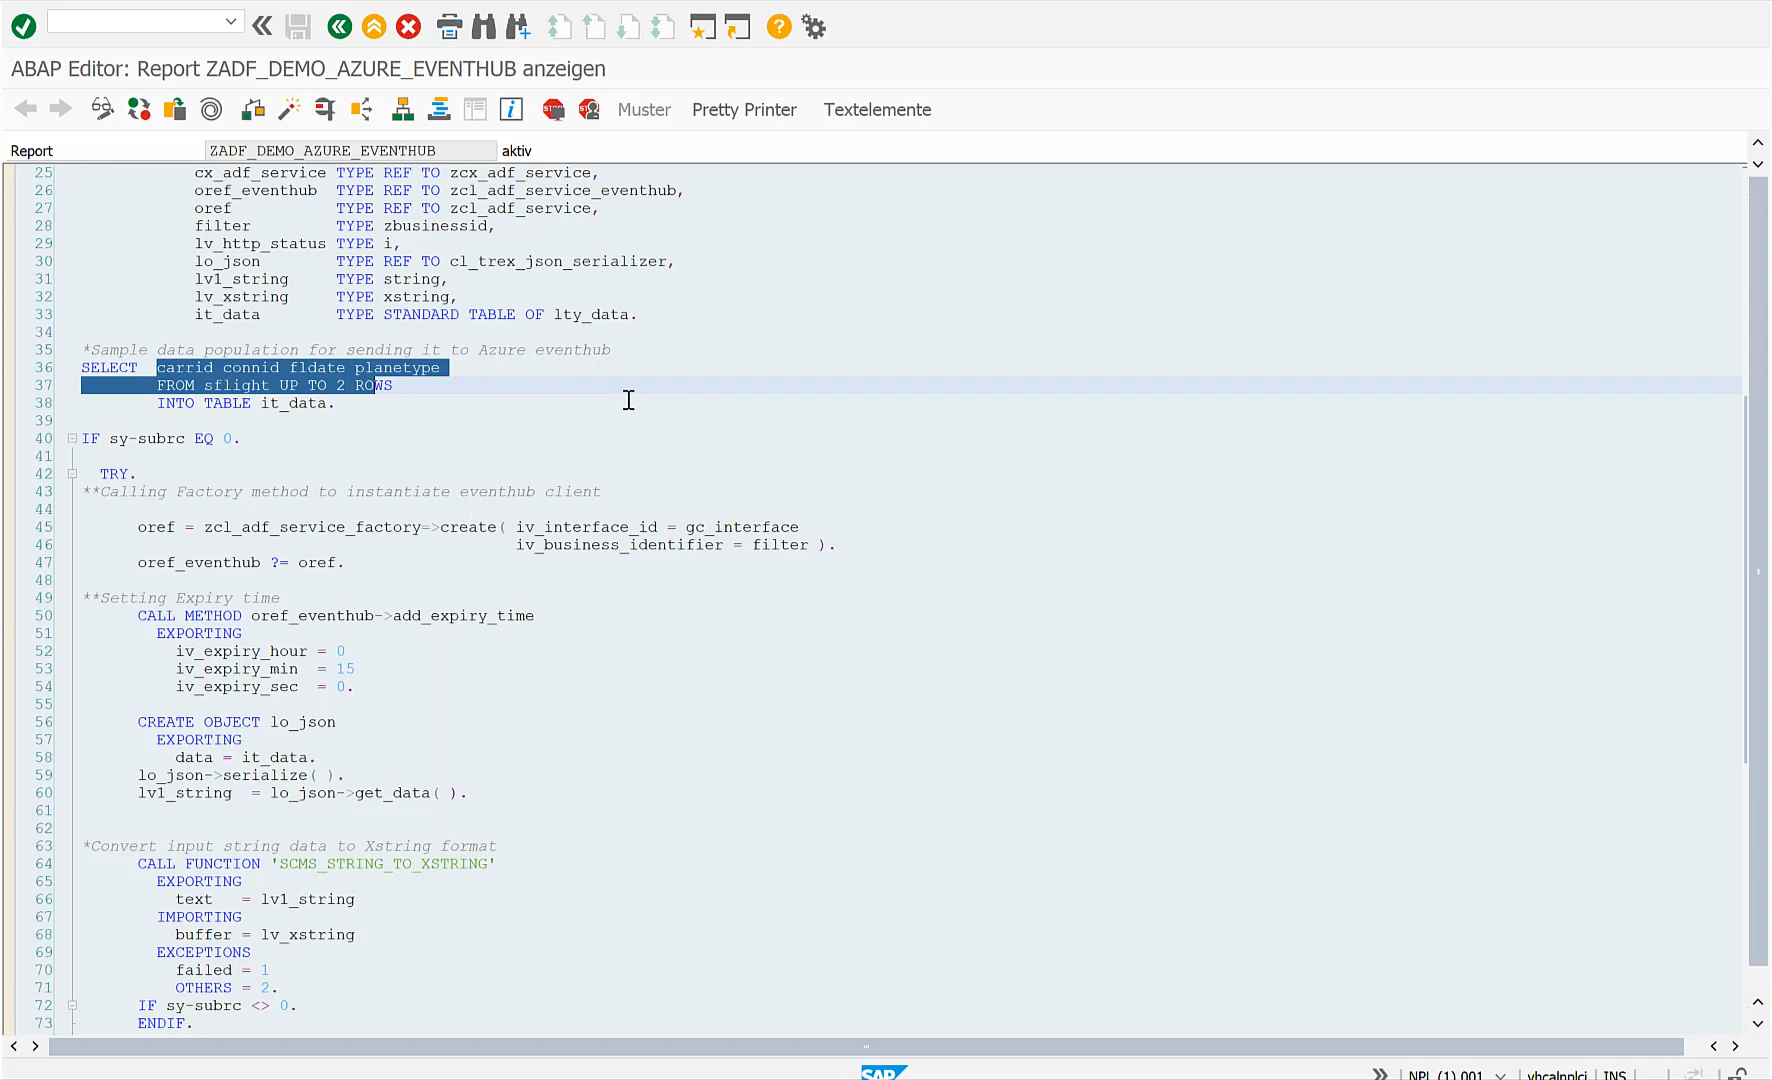 ABAP Editor: Report ZADF_DEMO_AZURE_EVENTHUB anzeigen
Muster Pretty Printer Textelemente
Report ZADF_DEMO_AZURE_EVENTHUB aktiv
25 cx_adf_service TYPE REF TO zcx_adf_service,
26 oref_eventhub TYPE REF TO zcl_adf_service_eventhub,
27 oref TYPE REF TO zcl_adf_service,
28 filter TYPE zbusinessid,
29 lv_http_status TYPE i,
30 lo_json TYPE REF TO cl_trex_json_serializer,
31 lv1_string TYPE string,
32 lv_xstring TYPE xstring,
33 it_data TYPE STANDARD TABLE OF lty_data.
34
35 *Sample data population for sending it to Azure eventhub
36 SELECT carrid connid fldate planetype
37 FROM sflight UP TO 2 ROWS
38 INTO TABLE it_data.
39
40 IF sy-subrc EQ 0.
41
42 TRY.
43 **Calling Factory method to instantiate eventhub client
44
45 oref = zcl_adf_service_factory=>create( iv_interface_id = gc_interface
46 iv_business_identifier = filter ).
47 oref_eventhub ?= oref.
48
49 **Setting Expiry time
50 CALL METHOD oref_eventhub->add_expiry_time
51 EXPORTING
52 iv_expiry_hour = 0
53 iv_expiry_min = 15
54 iv_expiry_sec = 0.
55
56 CREATE OBJECT lo_json
57 EXPORTING
58 data = it_data.
59 lo_json->serialize( ).
60 lv1_string = lo_json->get_data( ).
61
62
63 *Convert input string data to Xstring format
64 CALL FUNCTION 'SCMS_STRING_TO_XSTRING'
65 EXPORTING
66 text = lv1_string
67 IMPORTING
68 buffer = lv_xstring
69 EXCEPTIONS
70 failed = 1
71 OTHERS = 2.
72 IF sy-subrc <> 0.
73 ENDIF.
SAP NPL (1) 001 vhcalnplci INS